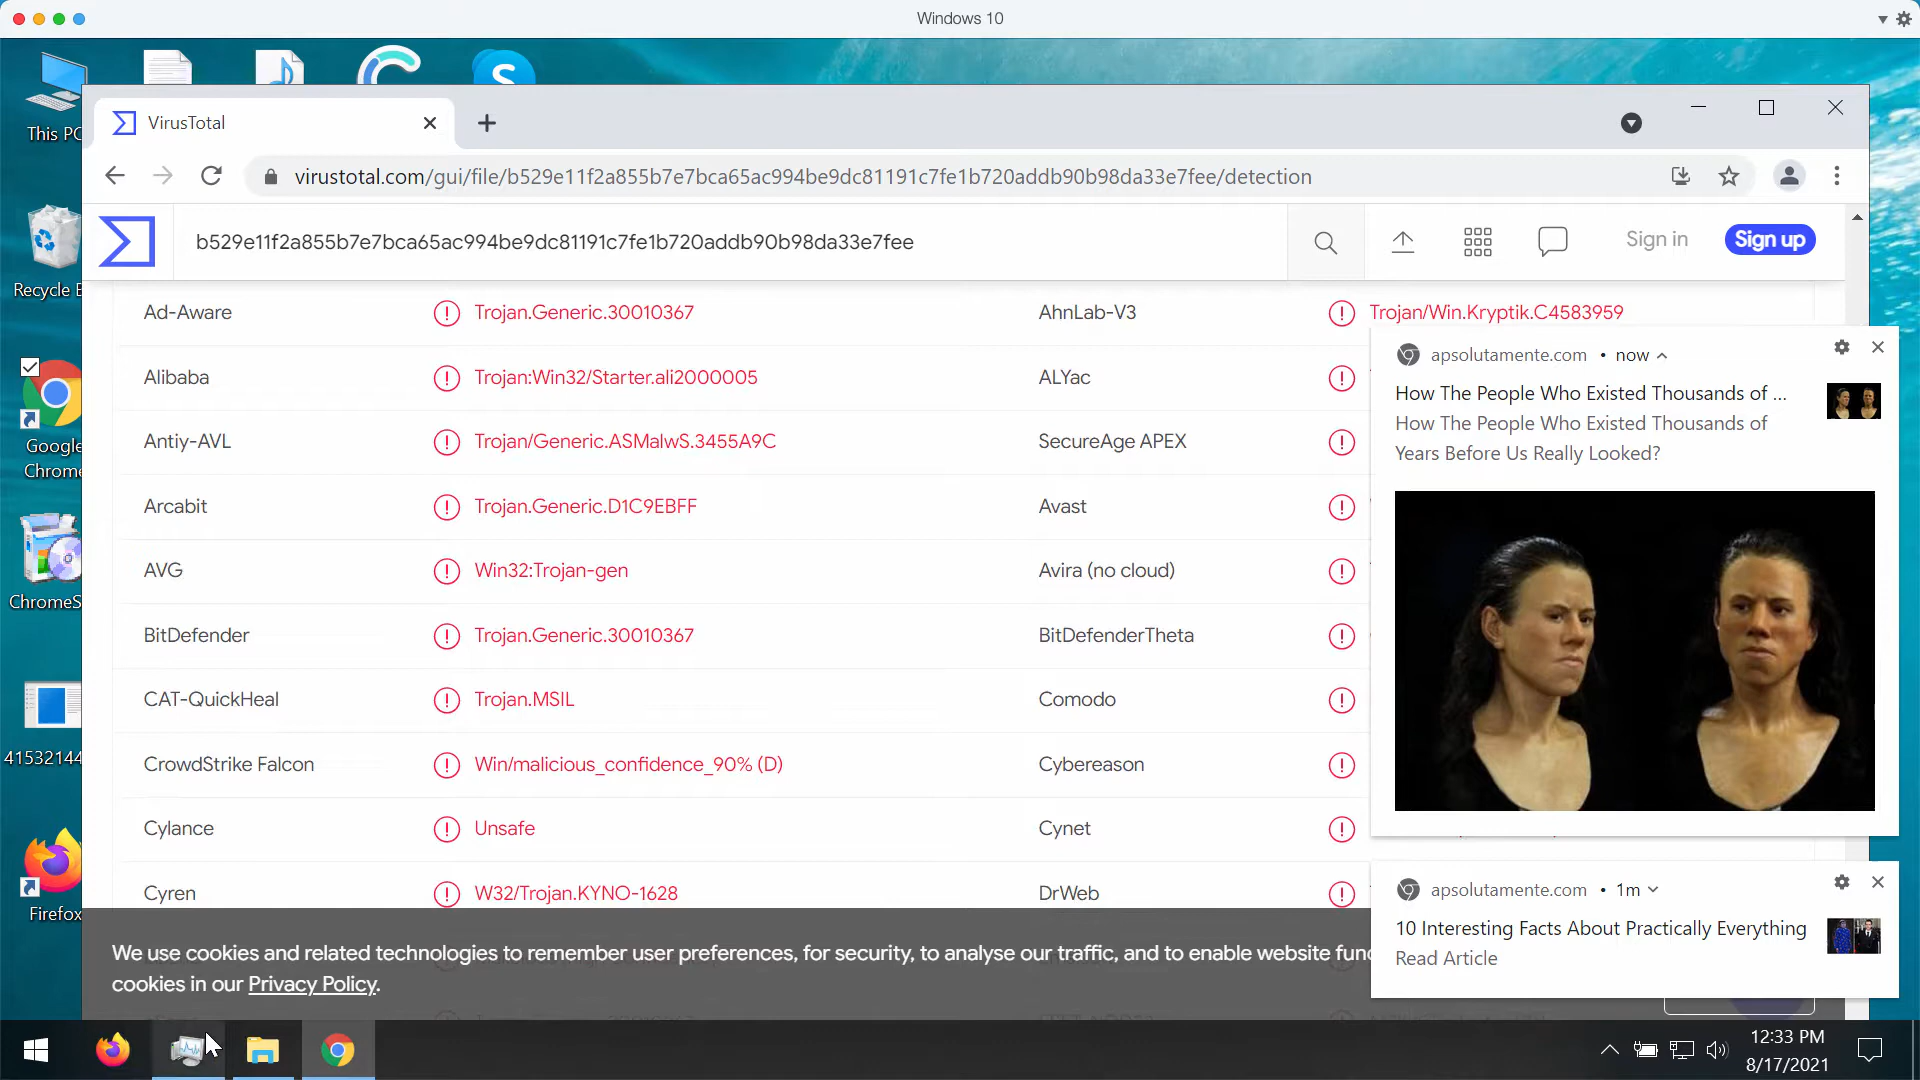 Windows 10
This PC
VirusTotal
virustotal.com/gui/file/b529e11f2a855b7e7bca65ac994be9dc81191c7fe1b720addb90b98da33e7fee/detection
b529e11f2a855b7e7bca65ac994be9dc81191c7fe1b720addb90b98da33e7fee
Sign in
Sign up
Recycle B
Google
Chrome
ChromeS
41532144
Firefox
Ad-Aware
Trojan.Generic.30010367
AhnLab-V3
Trojan/Win.Kryptik.C4583959
Alibaba
Trojan:Win32/Starter.ali2000005
ALYac
Antiy-AVL
Trojan/Generic.ASMalwS.3455A9C
SecureAge APEX
Arcabit
Trojan.Generic.D1C9EBFF
Avast
AVG
Win32:Trojan-gen
Avira (no cloud)
BitDefender
Trojan.Generic.30010367
BitDefenderTheta
CAT-QuickHeal
Trojan.MSIL
Comodo
CrowdStrike Falcon
Win/malicious_confidence_90% (D)
Cybereason
Cylance
Unsafe
Cynet
Cyren
W32/Trojan.KYNO-1628
DrWeb
apsolutamente.com • now
How The People Who Existed Thousands of ...
How The People Who Existed Thousands of
Years Before Us Really Looked?
apsolutamente.com • 1m
10 Interesting Facts About Practically Everything
Read Article
We use cookies and related technologies to remember user preferences, for security, to analyse our traffic, and to enable website fun
cookies in our Privacy Policy.
12:33 PM
8/17/2021